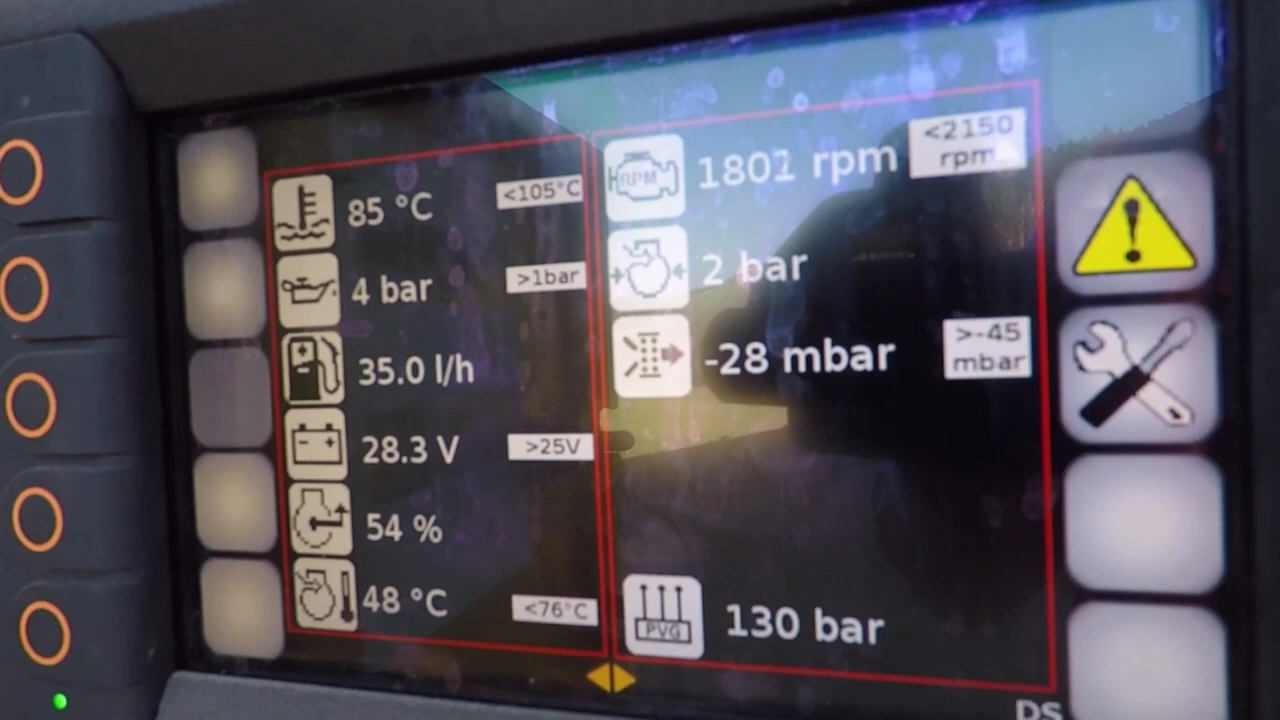 85 °C
<105°C
4 bar
>1bar
35.0 l/h
28.3 V
>25V
54 %
48 °C
<76°C
RPM
1801 rpm
<2150
rpm
2 bar
-28 mbar
>-45
mbar
PVG
130 bar
DS